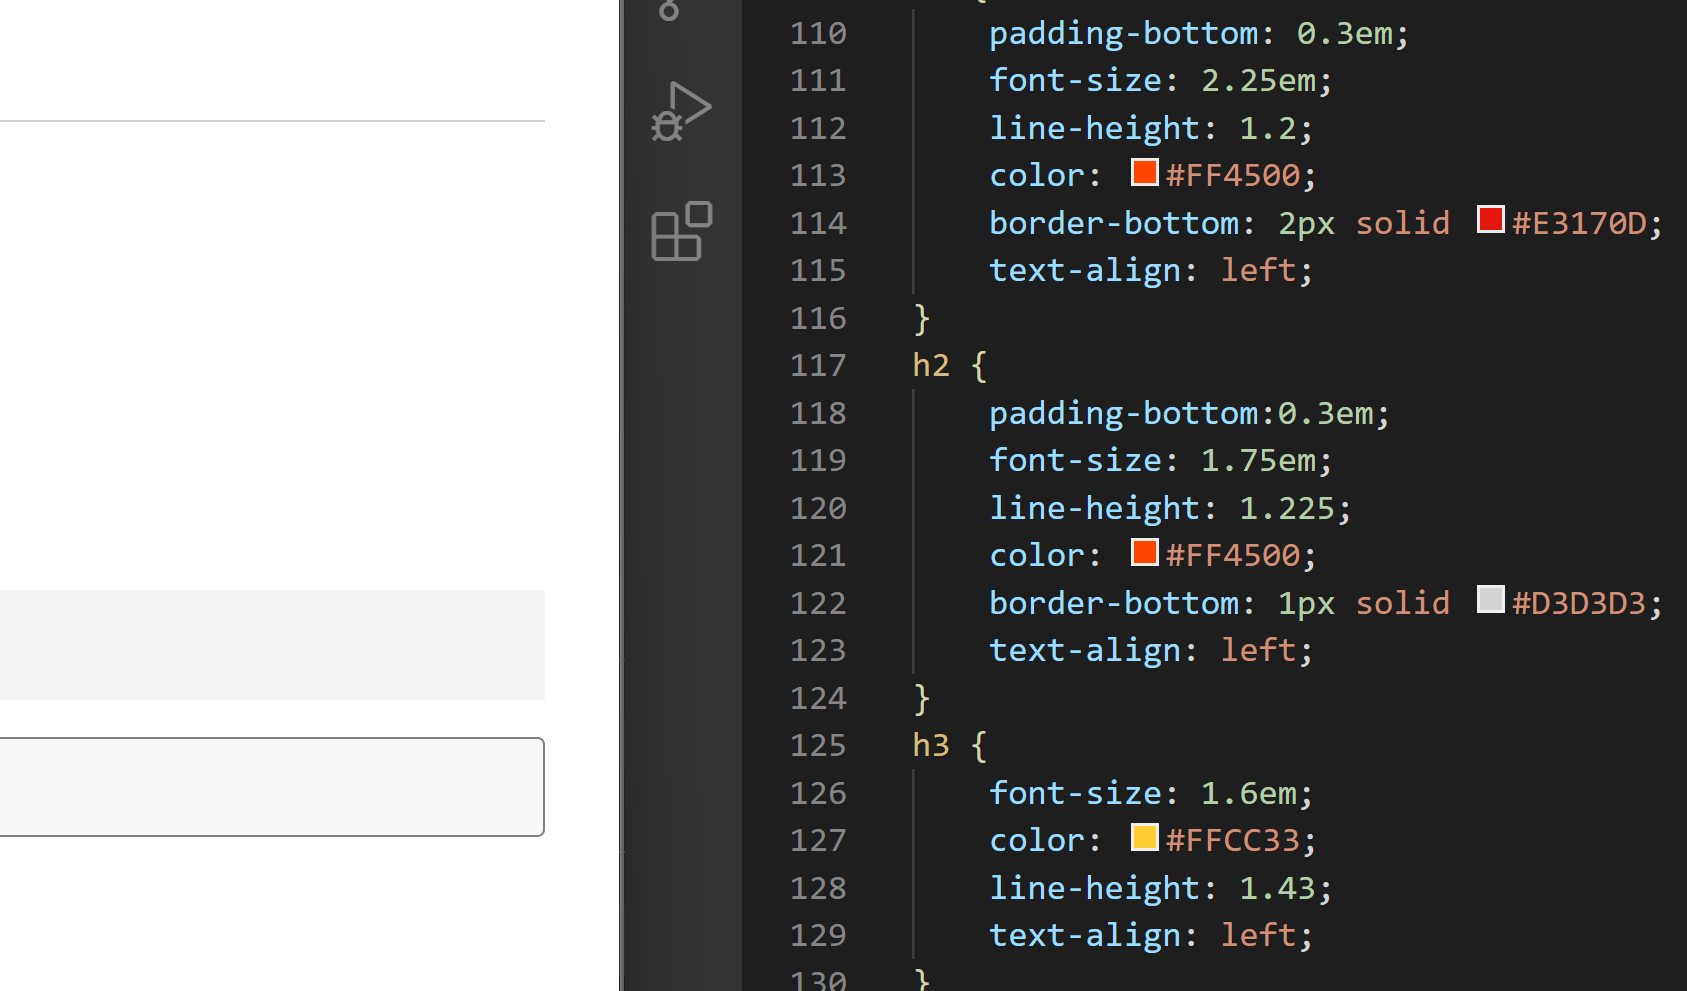 110 padding-bottom: 0.3em;
111 font-size: 2.25em;
112 line-height: 1.2;
113 color: #FF4500;
114 border-bottom: 2px solid #E3170D;
115 text-align: left;
116 }
117 h2 {
118 padding-bottom:0.3em;
119 font-size: 1.75em;
120 line-height: 1.225;
121 color: #FF4500;
122 border-bottom: 1px solid #D3D3D3;
123 text-align: left;
124 }
125 h3 {
126 font-size: 1.6em;
127 color: #FFCC33;
128 line-height: 1.43;
129 text-align: left;
130 }